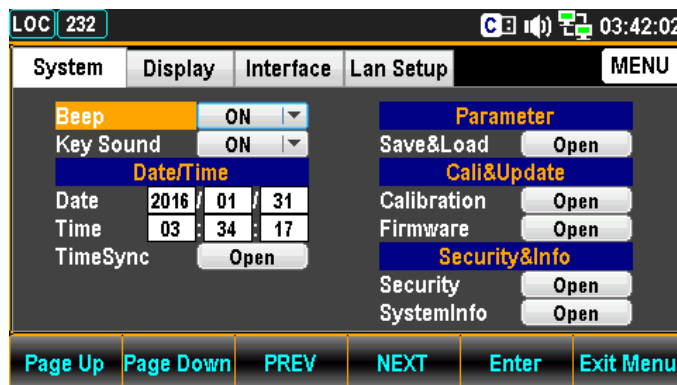 LOC 232 C 03:42:02
System Display Interface Lan Setup MENU
Beep ON
Key Sound ON
Date/Time
Date 2016 / 01 / 31
Time 03 : 34 : 17
TimeSync Open
Parameter
Save&Load Open
Cali&Update
Calibration Open
Firmware Open
Security&Info
Security Open
SystemInfo Open
Page Up Page Down PREV NEXT Enter Exit Menu